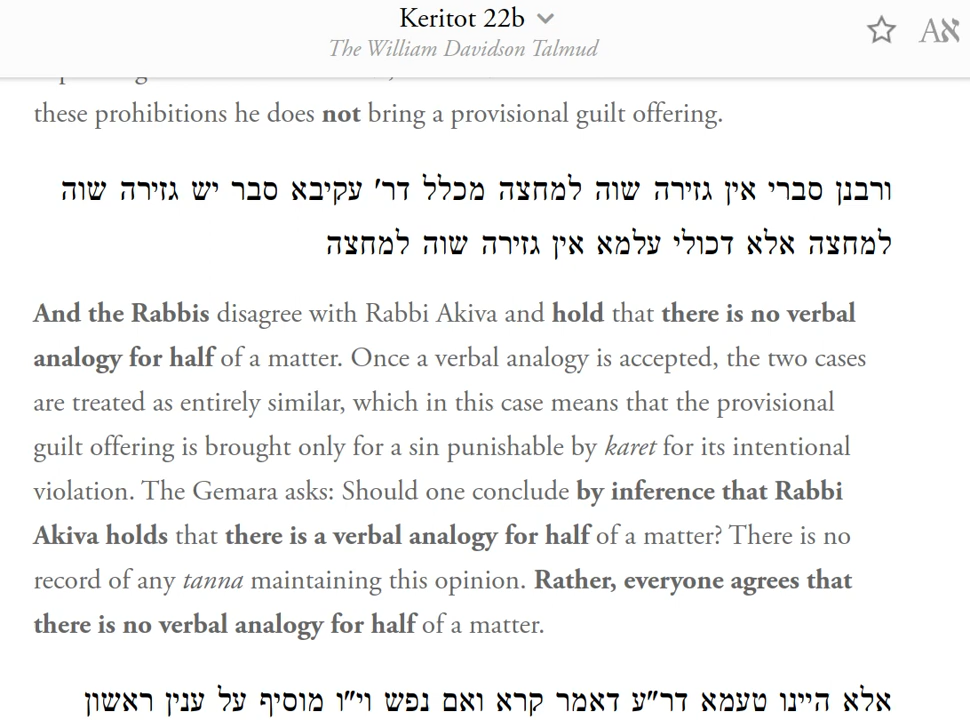 Keritot 22b
The William Davidson Talmud
these prohibitions he does not bring a provisional guilt offering.
ורבנן סברי אין גזירה שוה למחצה מכלל דר' עקיבא סבר יש גזירה שוה
למחצה אלא דכולי עלמא אין גזירה שוה למחצה
And the Rabbis disagree with Rabbi Akiva and hold that there is no verbal
analogy for half of a matter. Once a verbal analogy is accepted, the two cases
are treated as entirely similar, which in this case means that the provisional
guilt offering is brought only for a sin punishable by karet for its intentional
violation. The Gemara asks: Should one conclude by inference that Rabbi
Akiva holds that there is a verbal analogy for half of a matter? There is no
record of any tanna maintaining this opinion. Rather, everyone agrees that
there is no verbal analogy for half of a matter.
אלא היינו טעמא דר"ע דאמר קרא ואם נפש וי"ו מוסיף על ענין ראשון